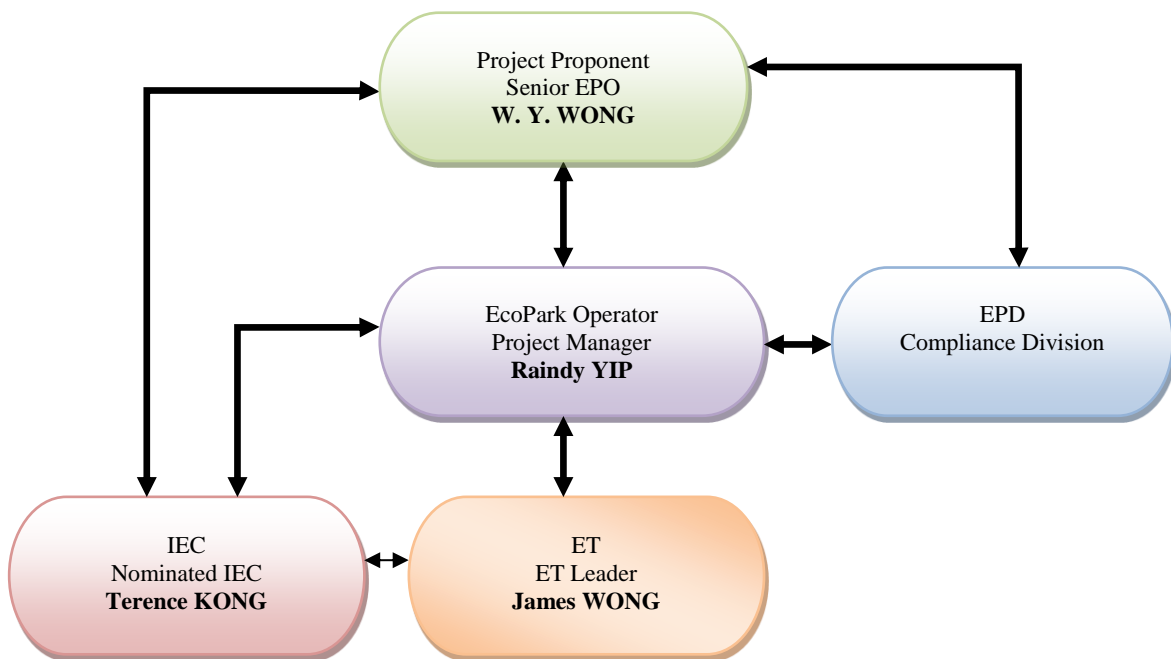 Project Proponent
Senior EPO
W. Y. WONG
EcoPark Operator
Project Manager
Raindy YIP
EPD
Compliance Division
IEC
Nominated IEC
Terence KONG
ET
ET Leader
James WONG